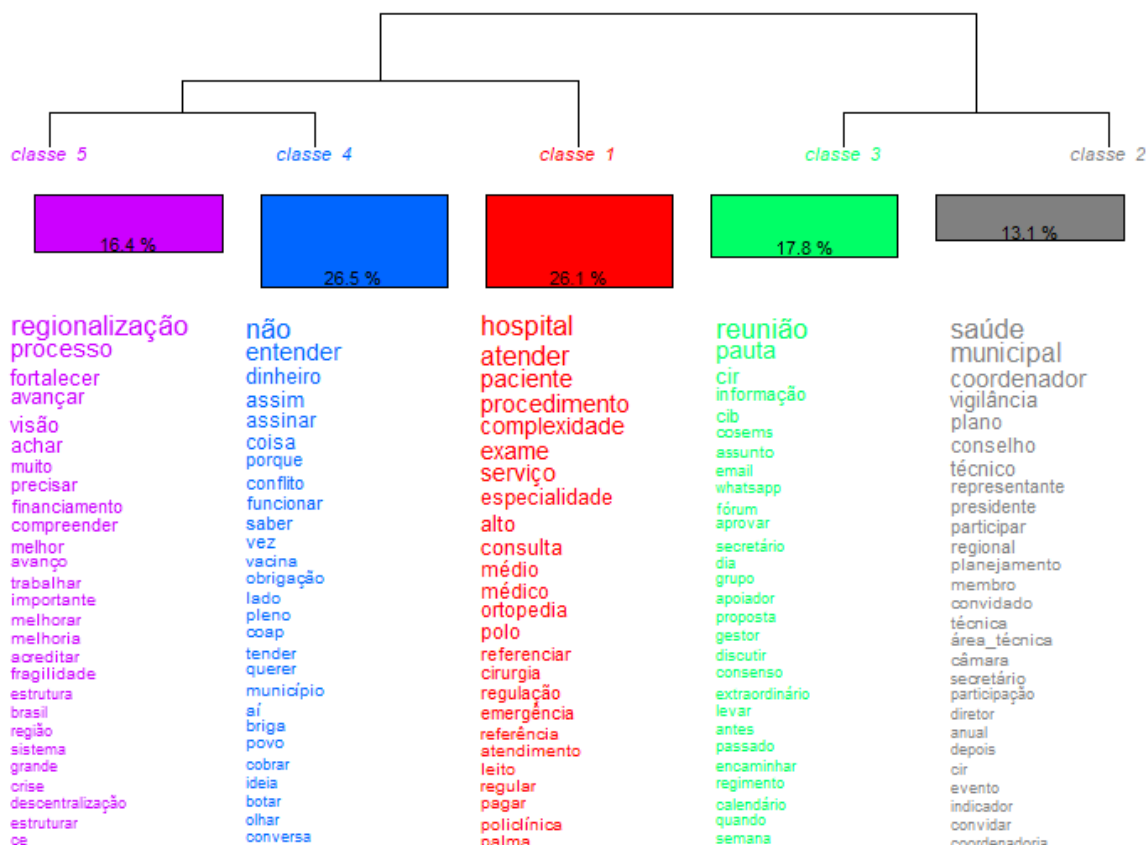 classe 5
classe 4
classe 1
classe 3
classe 2
16.4 %
26.5 %
26.1 %
17.8 %
13.1 %
regionalização
processo
fortalecer
avançar
visão
achar
muito
precisar
financiamento
compreender
melhor
avanço
trabalhar
importante
melhorar
melhoria
acreditar
fragilidade
estrutura
brasil
região
sistema
grande
crise
descentralização
estruturar
ce
não
entender
dinheiro
assim
assinar
coisa
porque
conflito
funcionar
saber
vez
vacina
obrigação
lado
pleno
coap
tender
querer
município
aí
briga
povo
cobrar
ideia
botar
olhar
conversa
hospital
atender
paciente
procedimento
complexidade
exame
serviço
especialidade
alto
consulta
médio
médico
ortopedia
polo
referenciar
cirurgia
regulação
emergência
referência
atendimento
leito
regular
pagar
policlínica
palma
reunião
pauta
cir
informação
cib
cosems
assunto
email
whatsapp
fórum
aprovar
secretário
dia
grupo
apoiador
proposta
gestor
discutir
consenso
extraordinário
levar
antes
passado
encaminhar
regimento
calendário
quando
semana
saúde
municipal
coordenador
vigilância
plano
conselho
técnico
representante
presidente
participar
regional
planejamento
membro
convidado
técnica
área_técnica
câmara
secretário
participação
diretor
anual
depois
cir
evento
indicador
convidar
coordenadoria